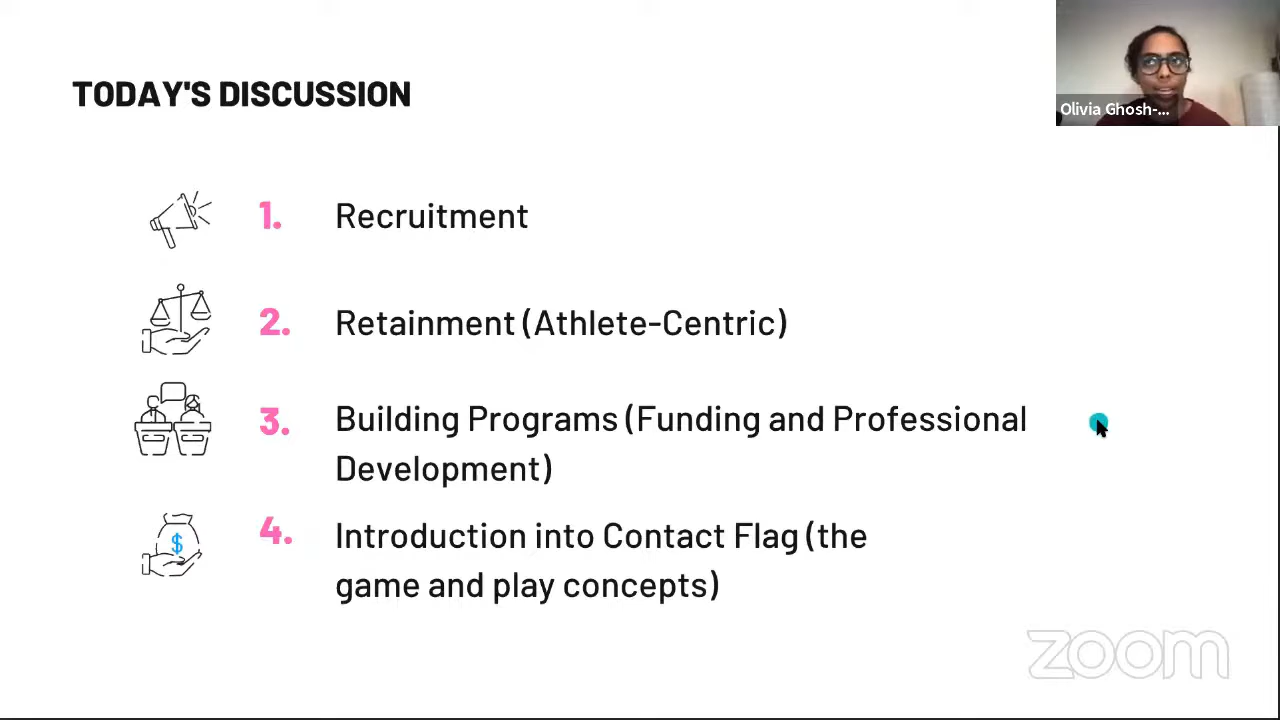 TODAY'S DISCUSSION
Olivia Ghosh-...
1. Recruitment
2. Retainment (Athlete-Centric)
3. Building Programs (Funding and Professional
Development)
4. Introduction into Contact Flag (the
game and play concepts)
$
zoom